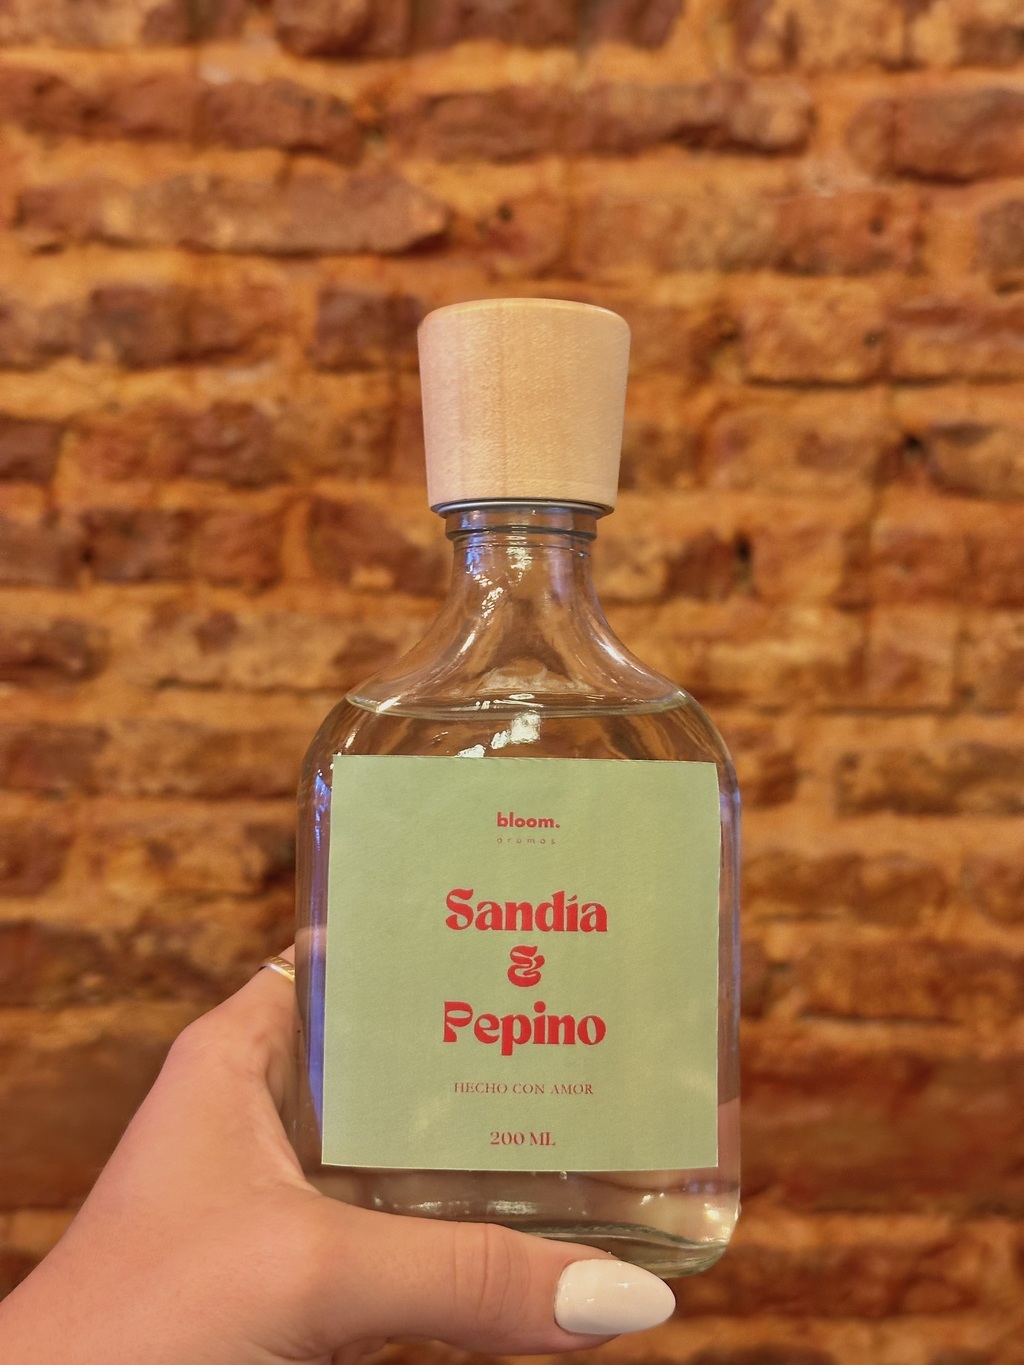 bloom.
aromas
Sandía
&
Pepino
HECHO CON AMOR
200 ML